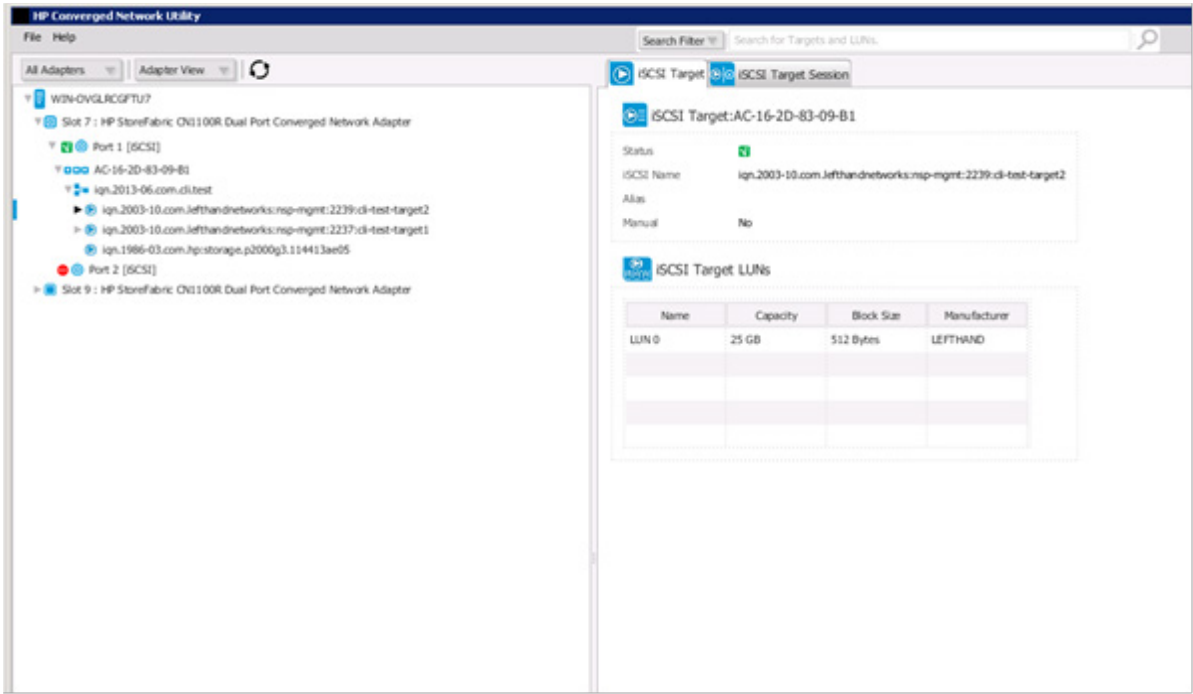 HP Converged Network Utility
File Help
Search Filter Search for Targets and LUNs.
All Adapters Adapter View
iSCSI Target iSCSI Target Session
WIN-OVGLRCGFTU7
Slot 7 : HP StoreFabric CN1100R Dual Port Converged Network Adapter
Port 1 [iSCSI]
AC-16-2D-83-09-B1
iqn.2013-06.com.cli.test
iqn.2003-10.com.lefthandnetworks:nsp-mgmt:2239:cli-test-target2
iqn.2003-10.com.lefthandnetworks:nsp-mgmt:2237:cli-test-target1
iqn.1986-03.com.hp:storage.p2000g3.114413ae05
Port 2 [iSCSI]
Slot 9 : HP StoreFabric CN1100R Dual Port Converged Network Adapter
iSCSI Target:AC-16-2D-83-09-B1
Status
iSCSI Name iqn.2003-10.com.lefthandnetworks:nsp-mgmt:2239:cli-test-target2
Alias
Manual No
iSCSI Target LUNs
Name Capacity Block Size Manufacturer
LUN 0 25 GB 512 Bytes LEFTHAND